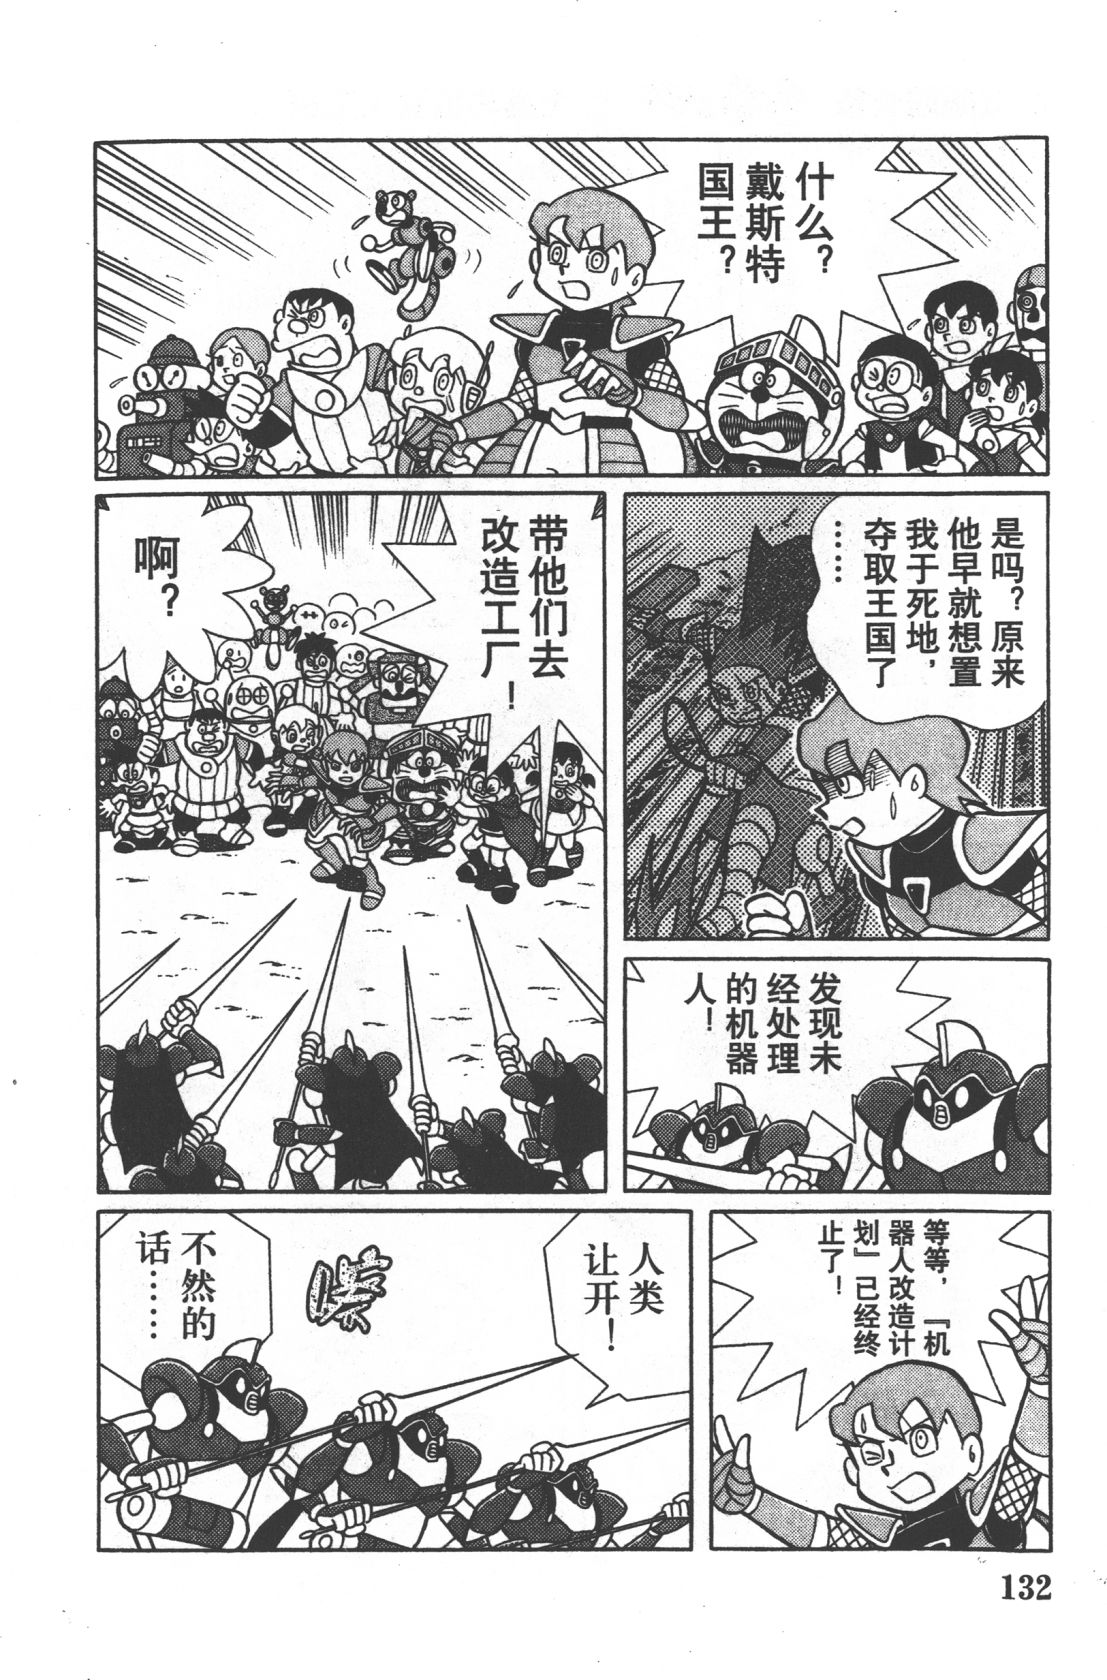 什么？
戴斯特
国王？
是吗？原来
他早就想置
我于死地，
夺取王国了
……
带他们去
改造工厂
！
啊？
发现未
经处理
的机器
人！
等等，『机
器人改造计
划』已经终
止了！
人类
让开！
不然的
话……
132